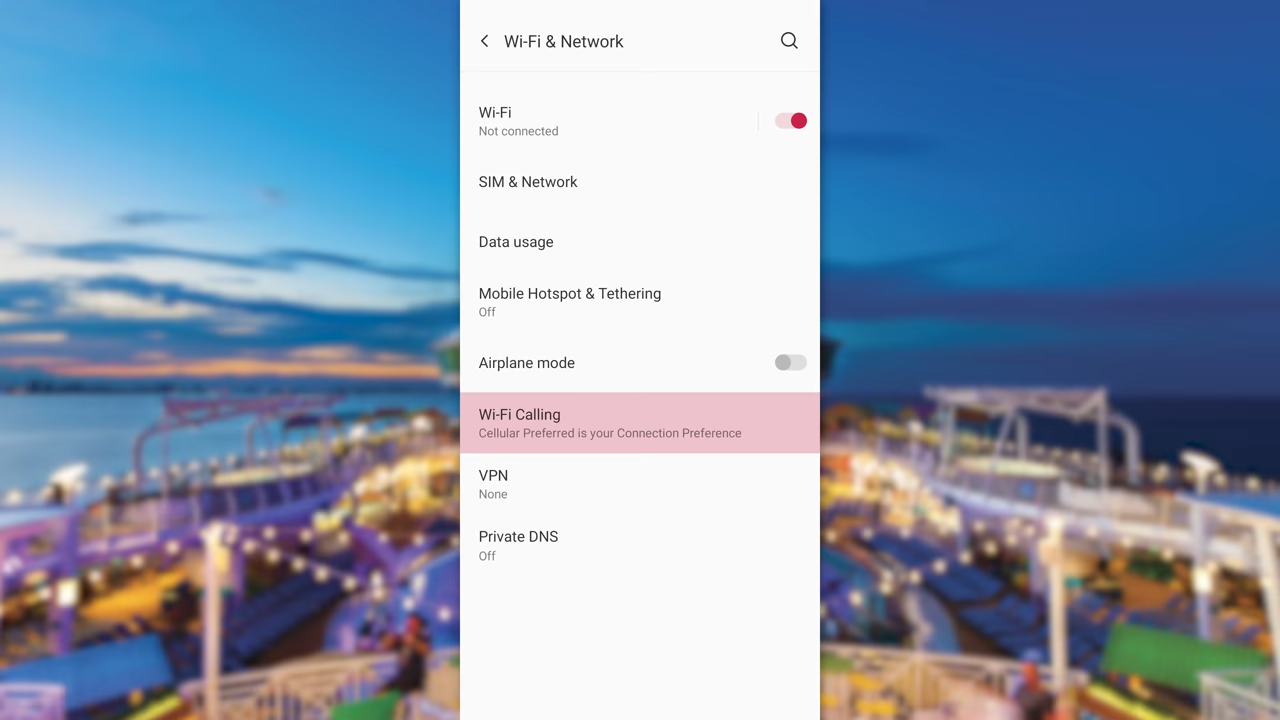 Wi-Fi & Network
Wi-Fi
Not connected
SIM & Network
Data usage
Mobile Hotspot & Tethering
Off
Airplane mode
Wi-Fi Calling
Cellular Preferred is your Connection Preference
VPN
None
Private DNS
Off